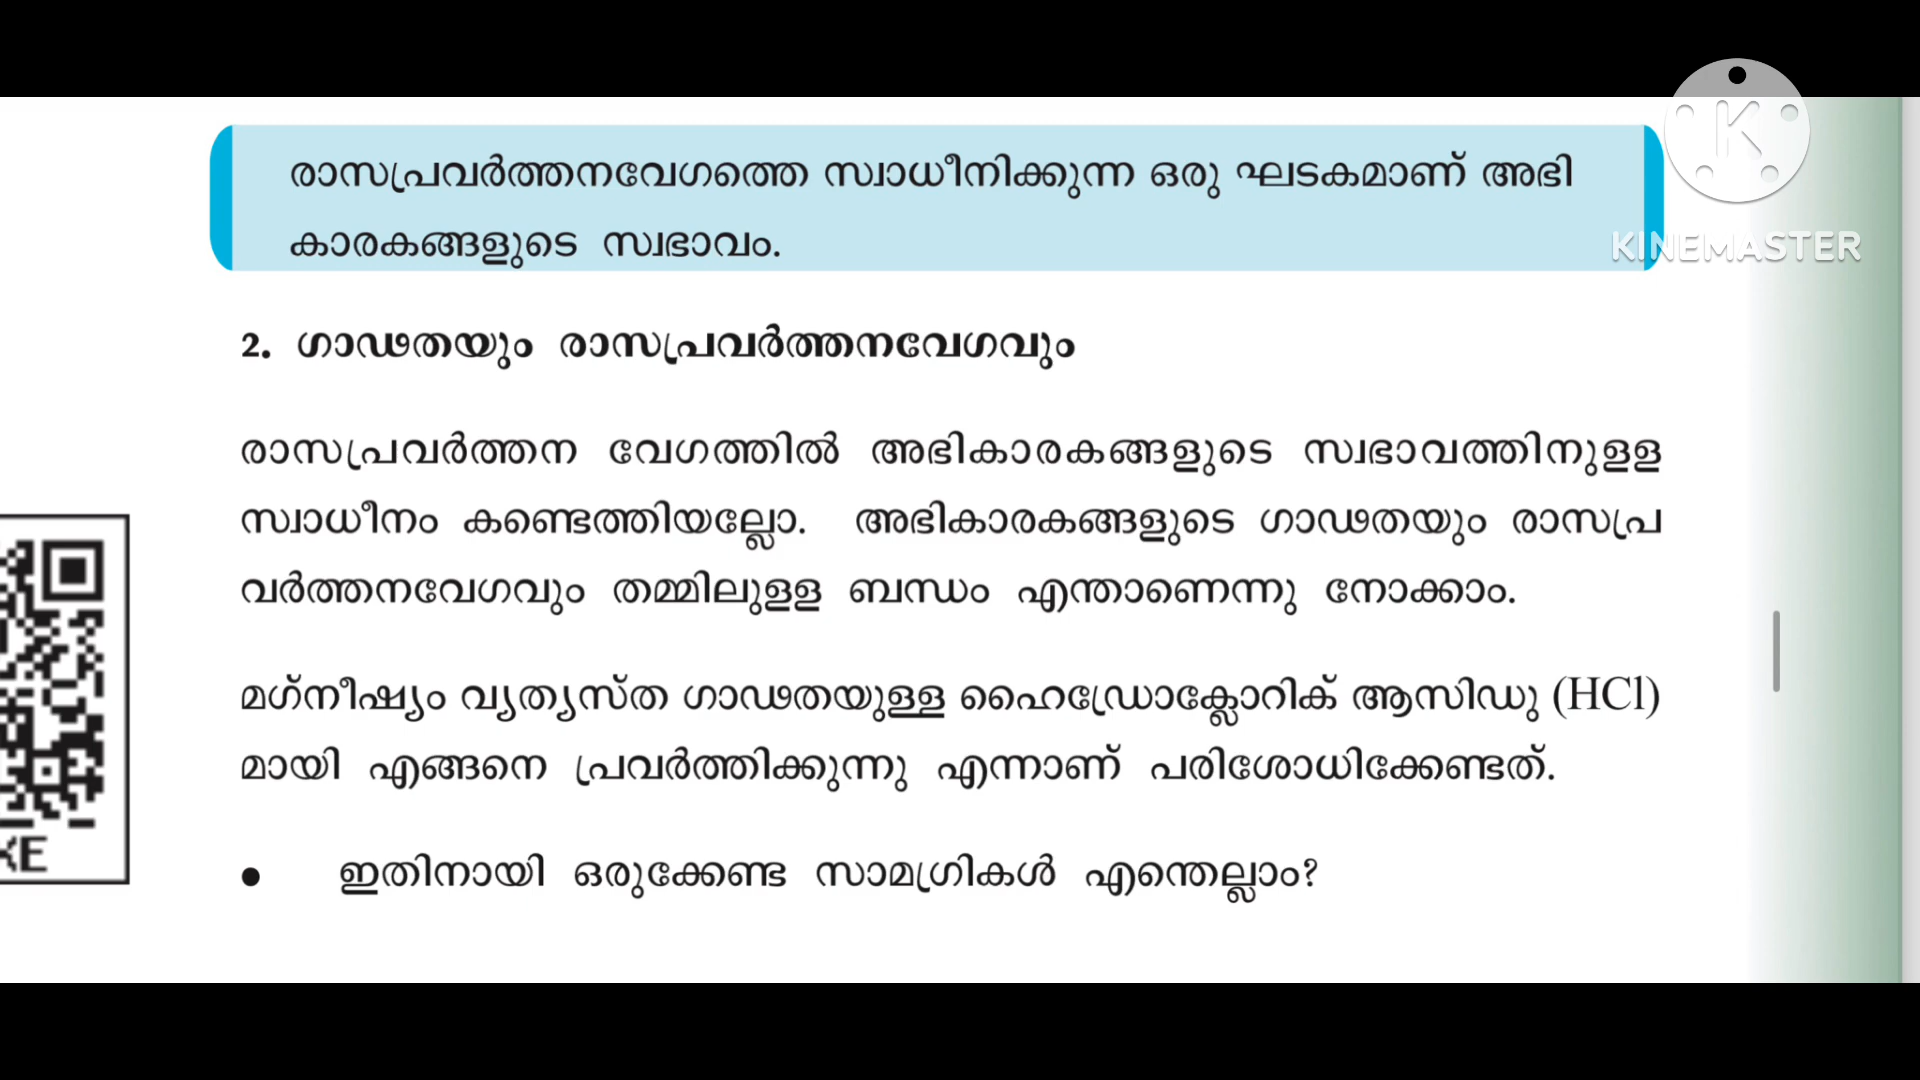 രാസപ്രവർത്തനവേഗത്തെ സ്വാധീനിക്കുന്ന ഒരു ഘടകമാണ് അഭി
കാരകങ്ങളുടെ സ്വഭാവം.
KINEMASTER
2. ഗാഢതയും രാസപ്രവർത്തനവേഗവും
രാസപ്രവർത്തന വേഗത്തിൽ അഭികാരകങ്ങളുടെ സ്വഭാവത്തിനുള്ള
സ്വാധീനം കണ്ടെത്തിയല്ലോ. അഭികാരകങ്ങളുടെ ഗാഢതയും രാസപ്ര
വർത്തനവേഗവും തമ്മിലുള്ള ബന്ധം എന്താണെന്നു നോക്കാം.
മഗ്നീഷ്യം വ്യത്യസ്ത ഗാഢതയുള്ള ഹൈഡ്രോക്ലോറിക് ആസിഡു (HCl)
മായി എങ്ങനെ പ്രവർത്തിക്കുന്നു എന്നാണ് പരിശോധിക്കേണ്ടത്.
• ഇതിനായി ഒരുക്കേണ്ട സാമഗ്രികൾ എന്തെല്ലാം?